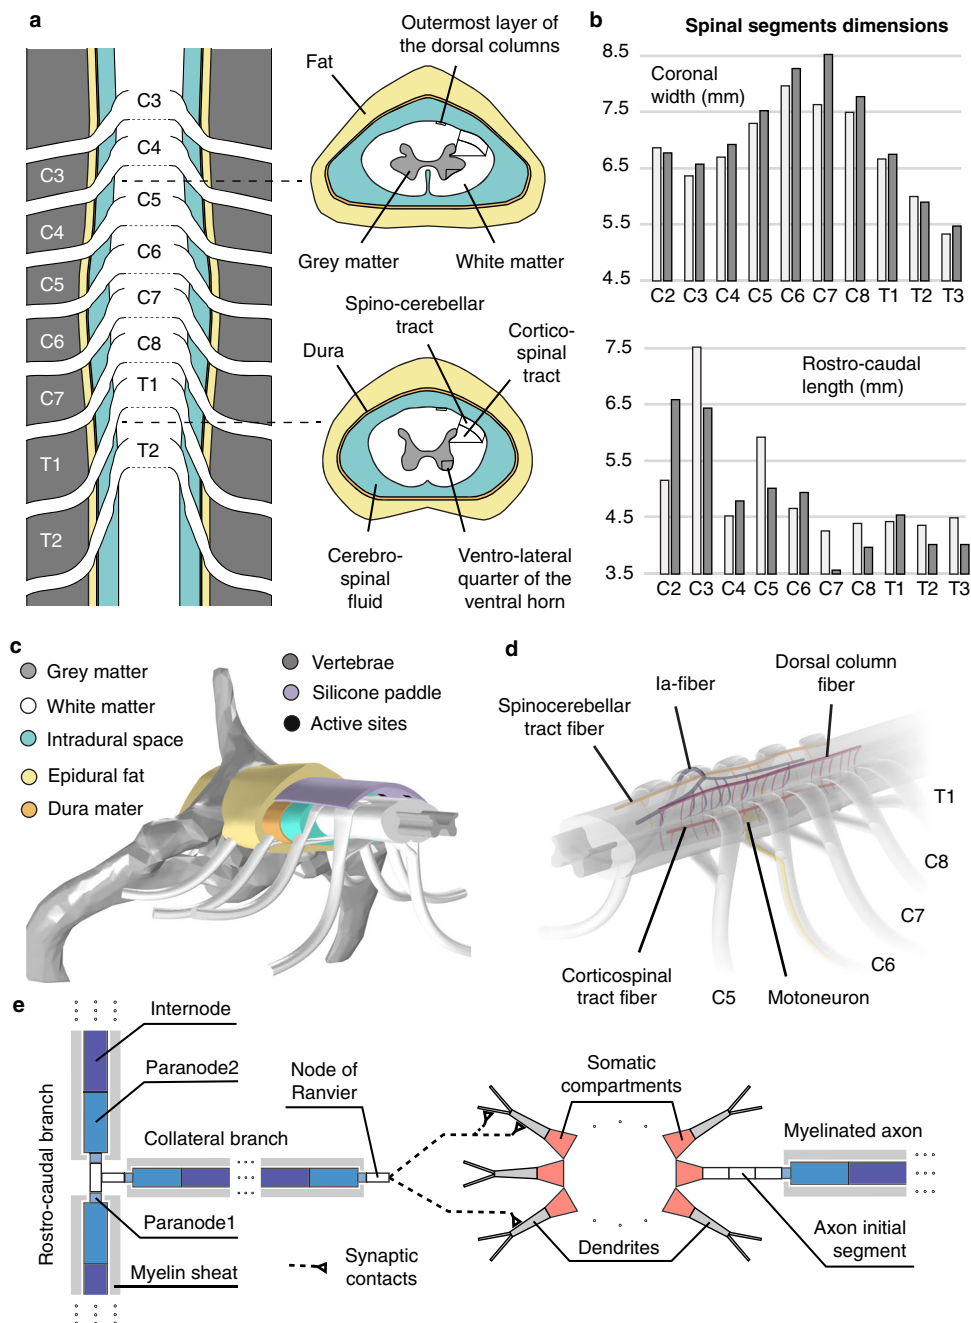 a
Outermost layer of
the dorsal columns
Fat
C3
C4
C5
C6
C7
C8
T1
T2
C3
C4
C5
C6
C7
T1
T2
Grey matter
White matter
Spino-cerebellar
tract
Cortico-
spinal
tract
Dura
Cerebro-
spinal
fluid
Ventro-lateral
quarter of the
ventral horn
b
Spinal segments dimensions
Coronal
width (mm)
8.5
7.5
6.5
5.5
4.5
C2 C3 C4 C5 C6 C7 C8 T1 T2 T3
Rostro-caudal
length (mm)
7.5
6.5
5.5
4.5
3.5
C2 C3 C4 C5 C6 C7 C8 T1 T2 T3
c
Grey matter
White matter
Intradural space
Epidural fat
Dura mater
Vertebrae
Silicone paddle
Active sites
d
Dorsal column
fiber
Ia-fiber
Spinocerebellar
tract fiber
T1
C8
C7
C6
C5
Corticospinal
tract fiber
Motoneuron
e
Internode
Paranode2
Node of
Ranvier
Collateral branch
Rostro-caudal branch
Paranode1
Myelin sheat
Synaptic
contacts
Somatic
compartments
Myelinated axon
Dendrites
Axon initial
segment